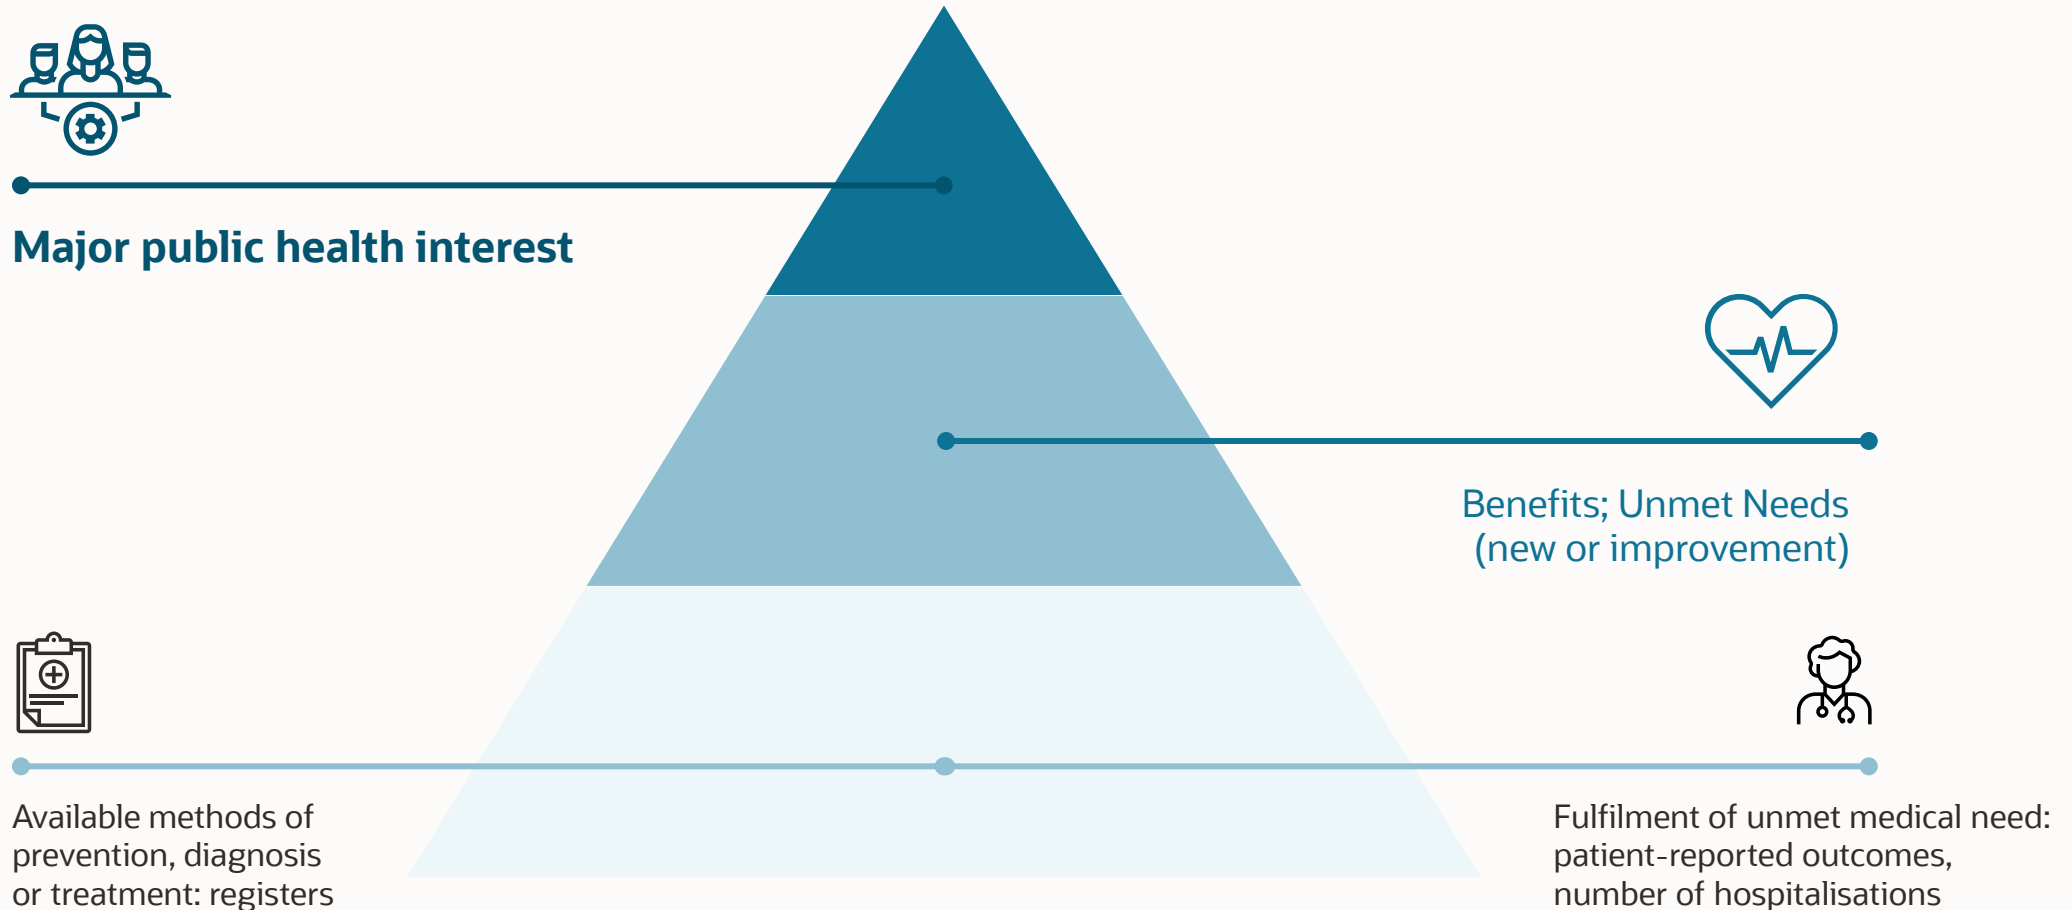 Major public health interest
Benefits; Unmet Needs
(new or improvement)
Available methods of
prevention, diagnosis
or treatment: registers
Fulfilment of unmet medical need:
patient-reported outcomes,
number of hospitalisations